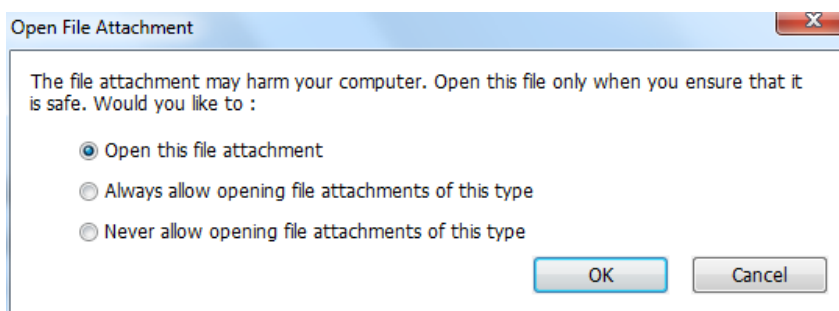 Open File Attachment
The file attachment may harm your computer. Open this file only when you ensure that it
is safe. Would you like to :
Open this file attachment
Always allow opening file attachments of this type
Never allow opening file attachments of this type
OK Cancel